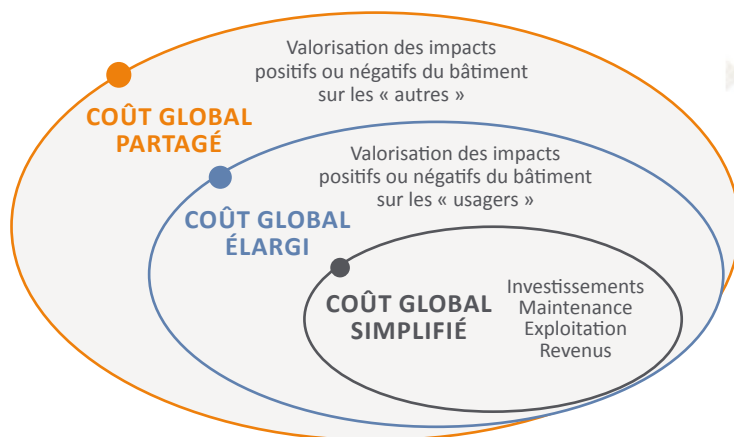 Valorisation des impacts
positifs ou négatifs du bâtiment
sur les « autres »
COÛT GLOBAL
PARTAGÉ
Valorisation des impacts
positifs ou négatifs du bâtiment
sur les « usagers »
COÛT GLOBAL
ÉLARGI
COÛT GLOBAL
SIMPLIFIÉ
Investissements
Maintenance
Exploitation
Revenus